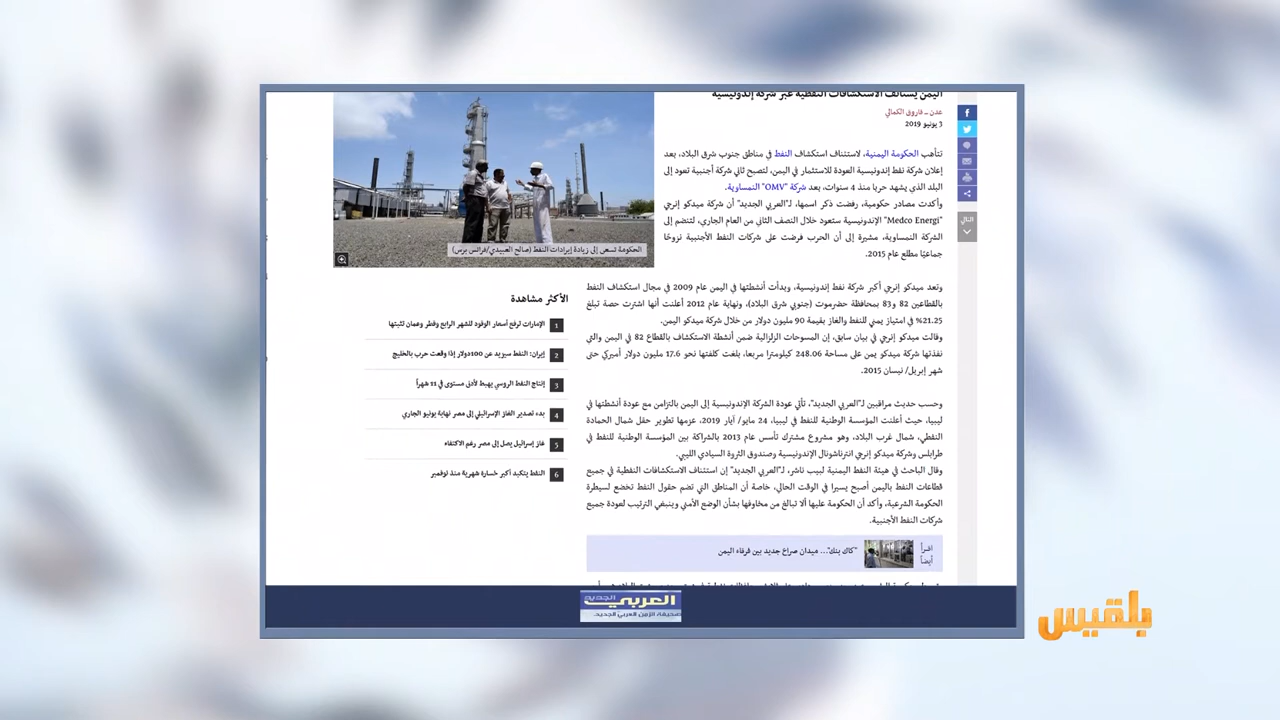 اليمن يستأنف الاستكشافات النفطية عبر شركة إندونيسية
عدن ــ فاروق الكمالي
3 يونيو 2019
تتأهب الحكومة اليمنية، لاستئناف استكشاف النفط في مناطق جنوب شرق البلاد، بعد
إعلان شركة نفط إندونيسية العودة للاستثمار في اليمن، لتصبح ثاني شركة أجنبية تعود إلى
البلد الذي يشهد حربا منذ 4 سنوات، بعد شركة "OMV" النمساوية.
وأكدت مصادر حكومية، رفضت ذكر اسمها، لـ"العربي الجديد" أن شركة ميدكو إنرجي
"Medco Energi" الإندونيسية ستعود خلال النصف الثاني من العام الجاري، لتنضم إلى
الشركة النمساوية، مشيرة إلى أن الحرب فرضت على شركات النفط الأجنبية نزوحًا
جماعيًا مطلع عام 2015.
الحكومة تسعى إلى زيادة إيرادات النفط (صالح العبيدي/فرانس برس)
وتعد ميدكو إنرجي أكبر شركة نفط إندونيسية، وبدأت أنشطتها في اليمن عام 2009 في مجال استكشاف النفط
بالقطاعين 82 و83 بمحافظة حضرموت (جنوبي شرق البلاد)، ونهاية عام 2012 أعلنت أنها اشترت حصة تبلغ
21.25% في امتياز يمني للنفط والغاز بقيمة 90 مليون دولار من خلال شركة ميدكو اليمن.
وقالت ميدكو إنرجي في بيان سابق، إن المسوحات الزلزالية ضمن أنشطة الاستكشاف بالقطاع 82 في اليمن والتي
نفذتها شركة ميدكو يمن على مساحة 248.06 كيلومترا مربعا، بلغت كلفتها نحو 17.6 مليون دولار أميركي حتى
شهر إبريل/ نيسان 2015.
وحسب حديث مراقبين لـ"العربي الجديد"، تأتي عودة الشركة الإندونيسية إلى اليمن بالتزامن مع عودة أنشطتها في
ليبيا، حيث أعلنت المؤسسة الوطنية للنفط في ليبيا، 24 مايو/ أيار 2019، عزمها تطوير حقل شمال الحمادة
النفطي، شمال غرب البلاد، وهو مشروع مشترك تأسس عام 2013 بالشراكة بين المؤسسة الوطنية للنفط في
طرابلس وشركة ميدكو إنرجي انترناشونال الإندونيسية وصندوق الثروة السيادي الليبي.
وقال الباحث في هيئة النفط اليمنية لبيب ناشر، لـ"العربي الجديد" إن استئناف الاستكشافات النفطية في جميع
قطاعات النفط باليمن أصبح يسيرا في الوقت الحالي، خاصة أن المناطق التي تضم حقول النفط تخضع لسيطرة
الحكومة الشرعية، وأكد أن الحكومة عليها ألا تبالغ من مخاوفها بشأن الوضع الأمني وينبغي الترتيب لعودة جميع
شركات النفط الأجنبية.
اقرأ
أيضاً
"كاك بنك"... ميدان صراع جديد بين فرقاء اليمن
التالي
الأكثر مشاهدة
1 الإمارات ترفع أسعار الوقود للشهر الرابع وقطر وعمان تثبتها
2 إيران: النفط سيزيد عن 100دولار إذا وقعت حرب بالخليج
3 إنتاج النفط الروسي يهبط لأدنى مستوى في 11 شهراً
4 بدء تصدير الغاز الإسرائيلي إلى مصر نهاية يونيو الجاري
5 غاز إسرائيل يصل إلى مصر رغم الاكتفاء
6 النفط يتكبد أكبر خسارة شهرية منذ نوفمبر
العربي الجديد
صحيفة الزمن العربي الجديد.
بلقيس